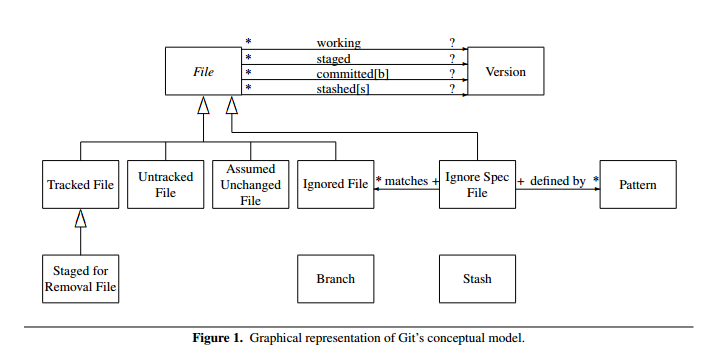 * working ?
* staged ?
File
Version
* committed[b] ?
* stashed[s] ?
Tracked File
Untracked
File
Assumed
Unchanged
File
Ignored File
* matches +
Ignore Spec
File
+ defined by *
Pattern
Staged for
Removal File
Branch
Stash
Figure 1. Graphical representation of Git's conceptual model.